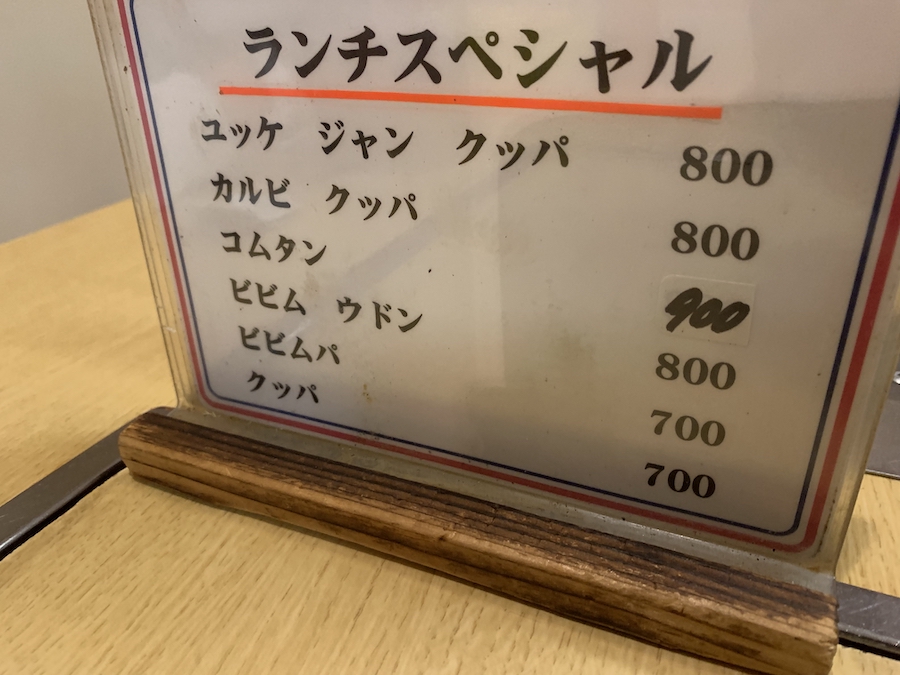 ランチスペシャル
ユッケ ジャン クッパ 800
カルビ クッパ 800
コムタン 900
ビビム ウドン 800
ビビムパ 700
クッパ 700